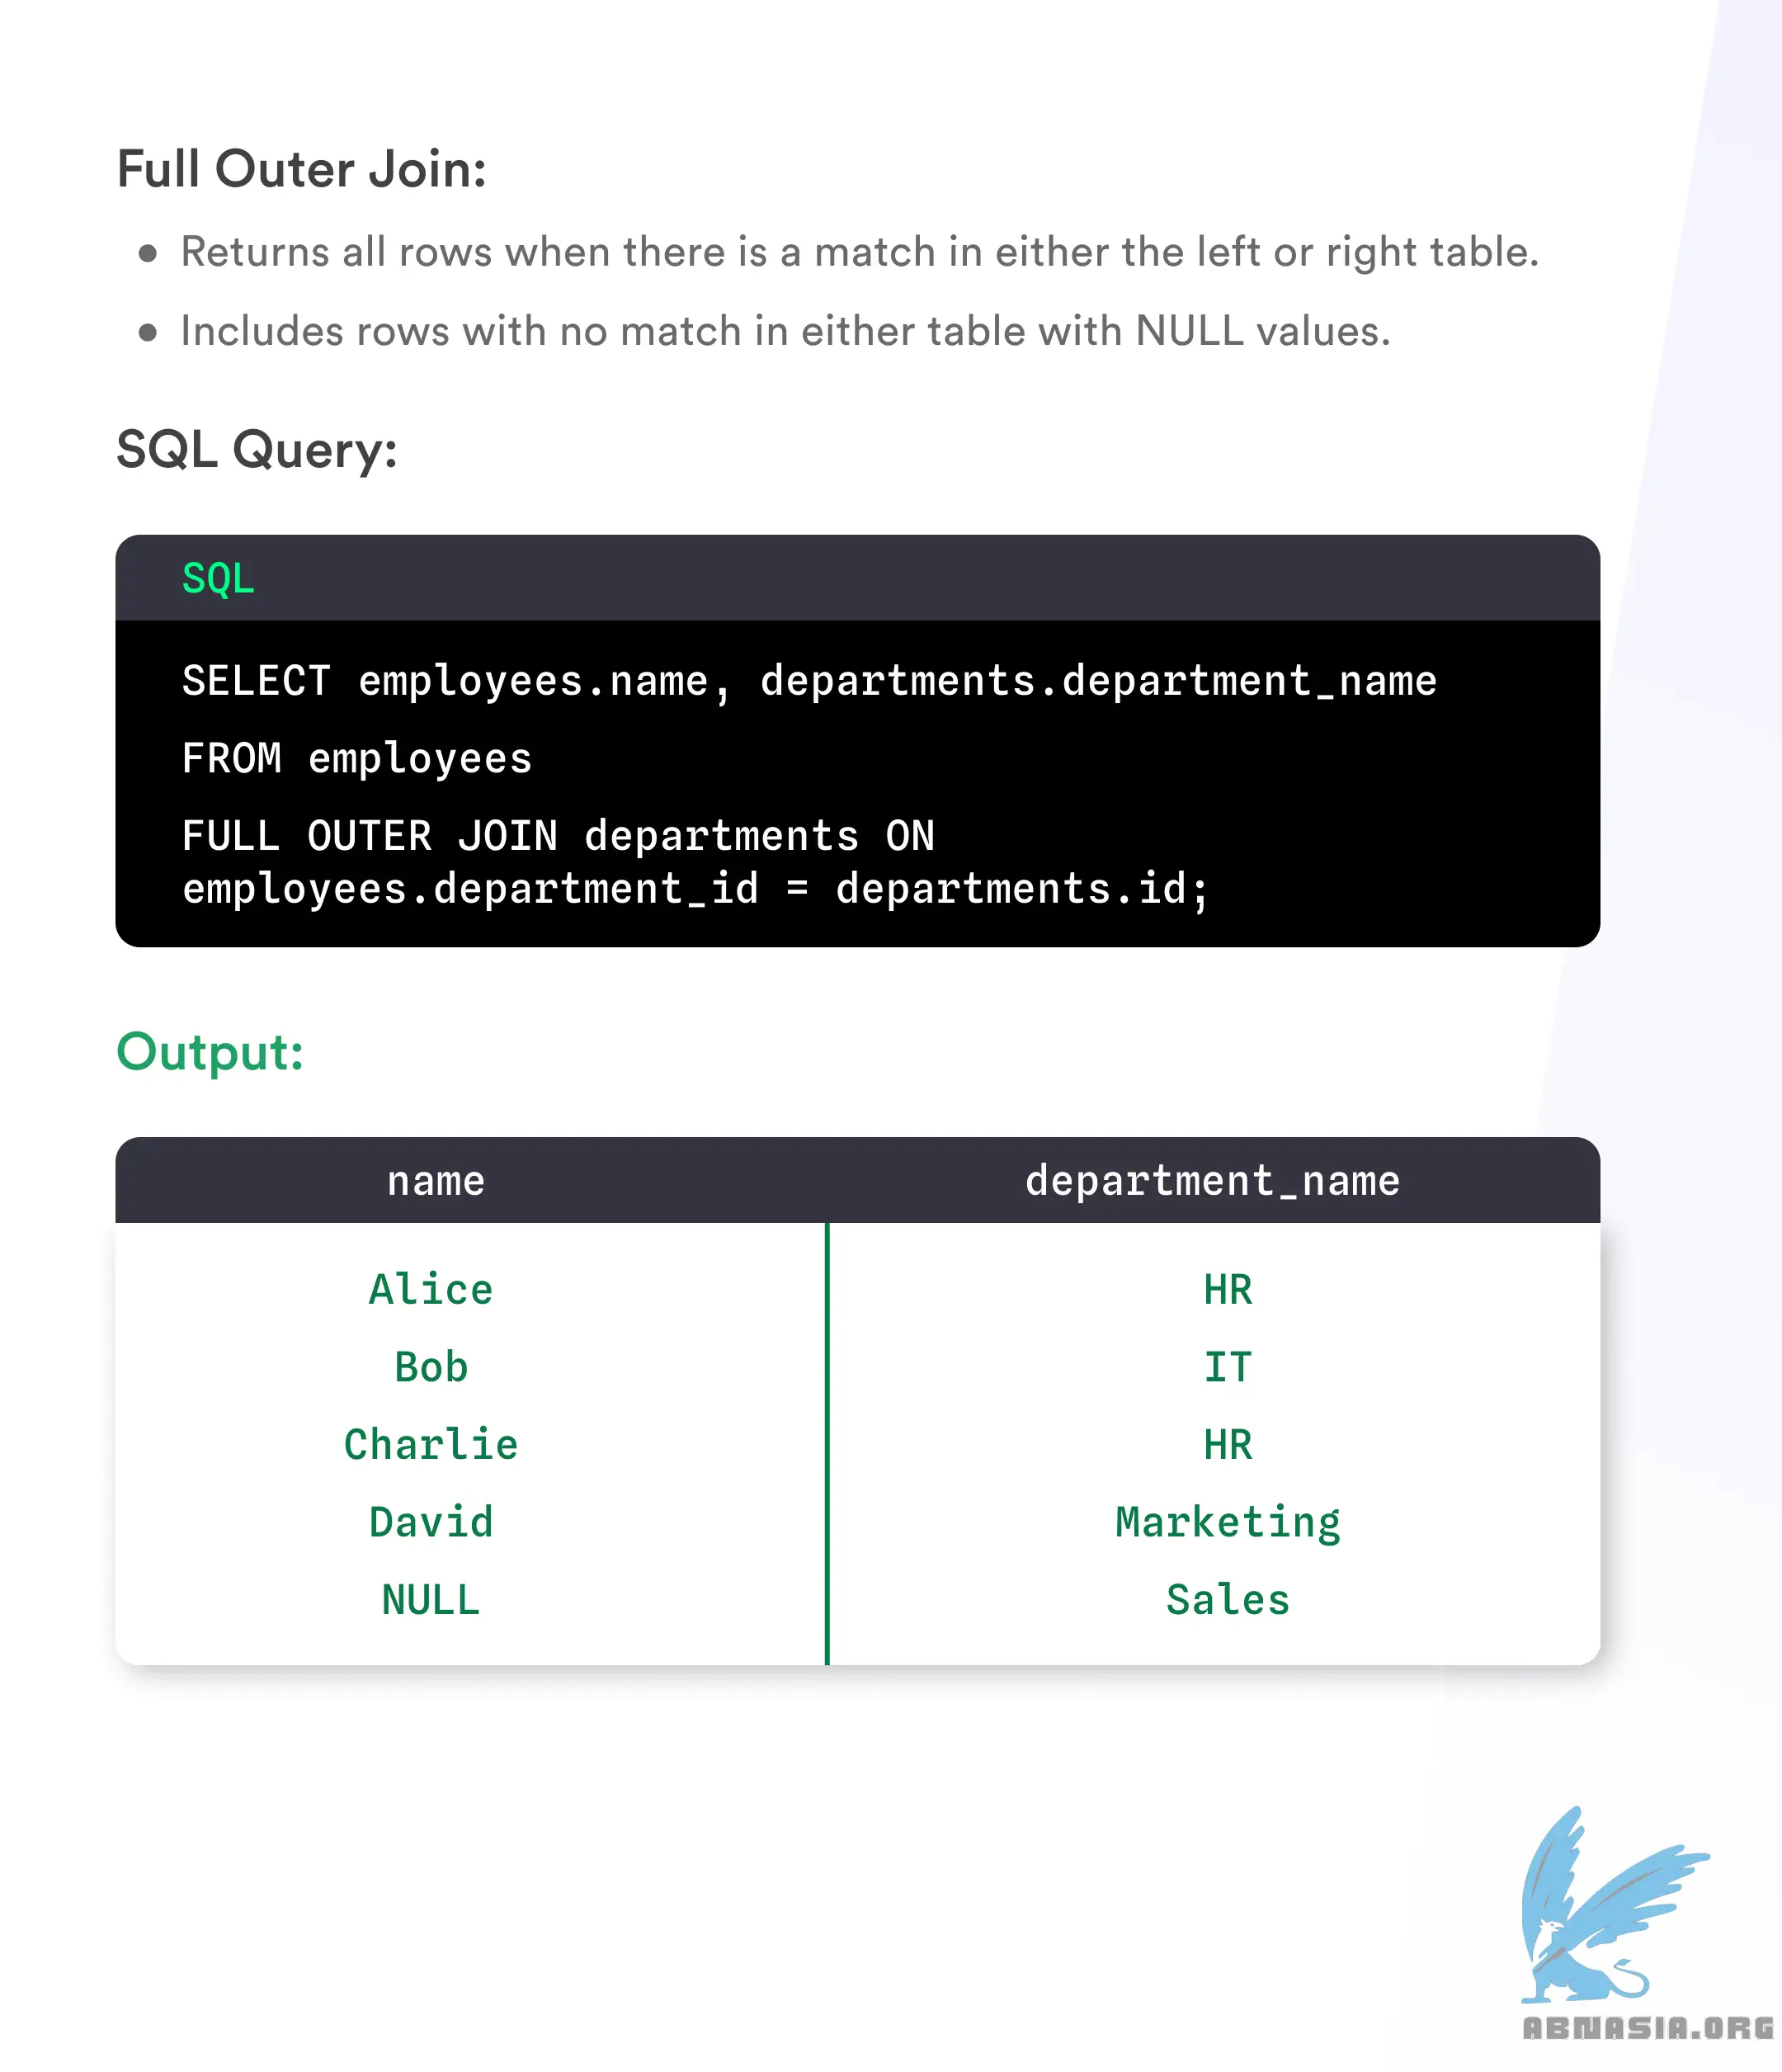 Full Outer Join:
● Returns all rows when there is a match in either the left or right table.
● Includes rows with no match in either table with NULL values.
SQL Query:
SQL
SELECT employees.name, departments.department_name
FROM employees
FULL OUTER JOIN departments ON
employees.department_id = departments.id;
Output:
name department_name
Alice HR
Bob IT
Charlie HR
David Marketing
NULL Sales
ABNASIA.ORG